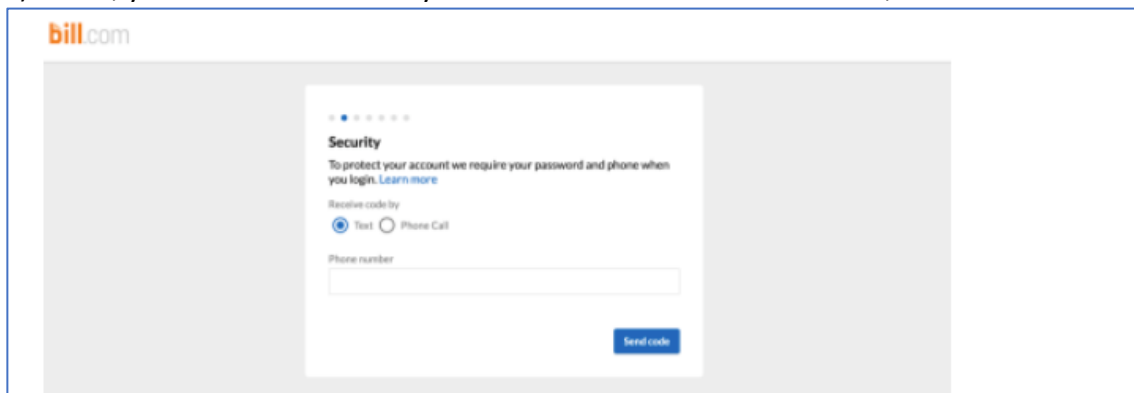 bill.com
Security
To protect your account we require your password and phone when
you login. Learn more
Receive code by
Text Phone Call
Phone number
Send code